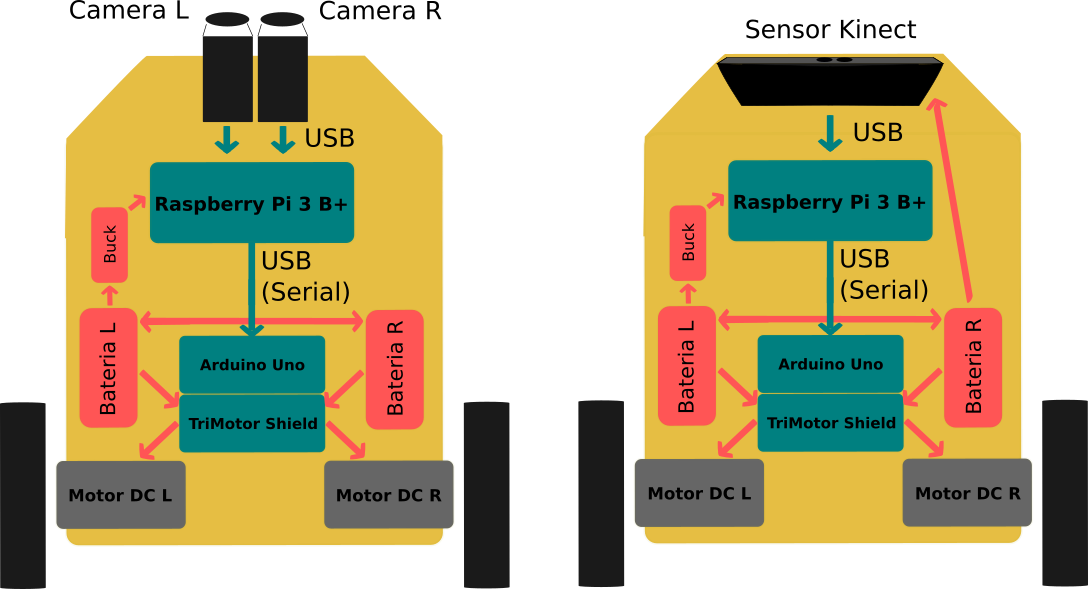 Camera L
Camera R
USB
Raspberry Pi 3 B+
Buck
USB
(Serial)
Bateria L
Bateria R
Arduino Uno
TriMotor Shield
Motor DC L
Motor DC R
Sensor Kinect
USB
Raspberry Pi 3 B+
Buck
USB
(Serial)
Bateria L
Bateria R
Arduino Uno
TriMotor Shield
Motor DC L
Motor DC R